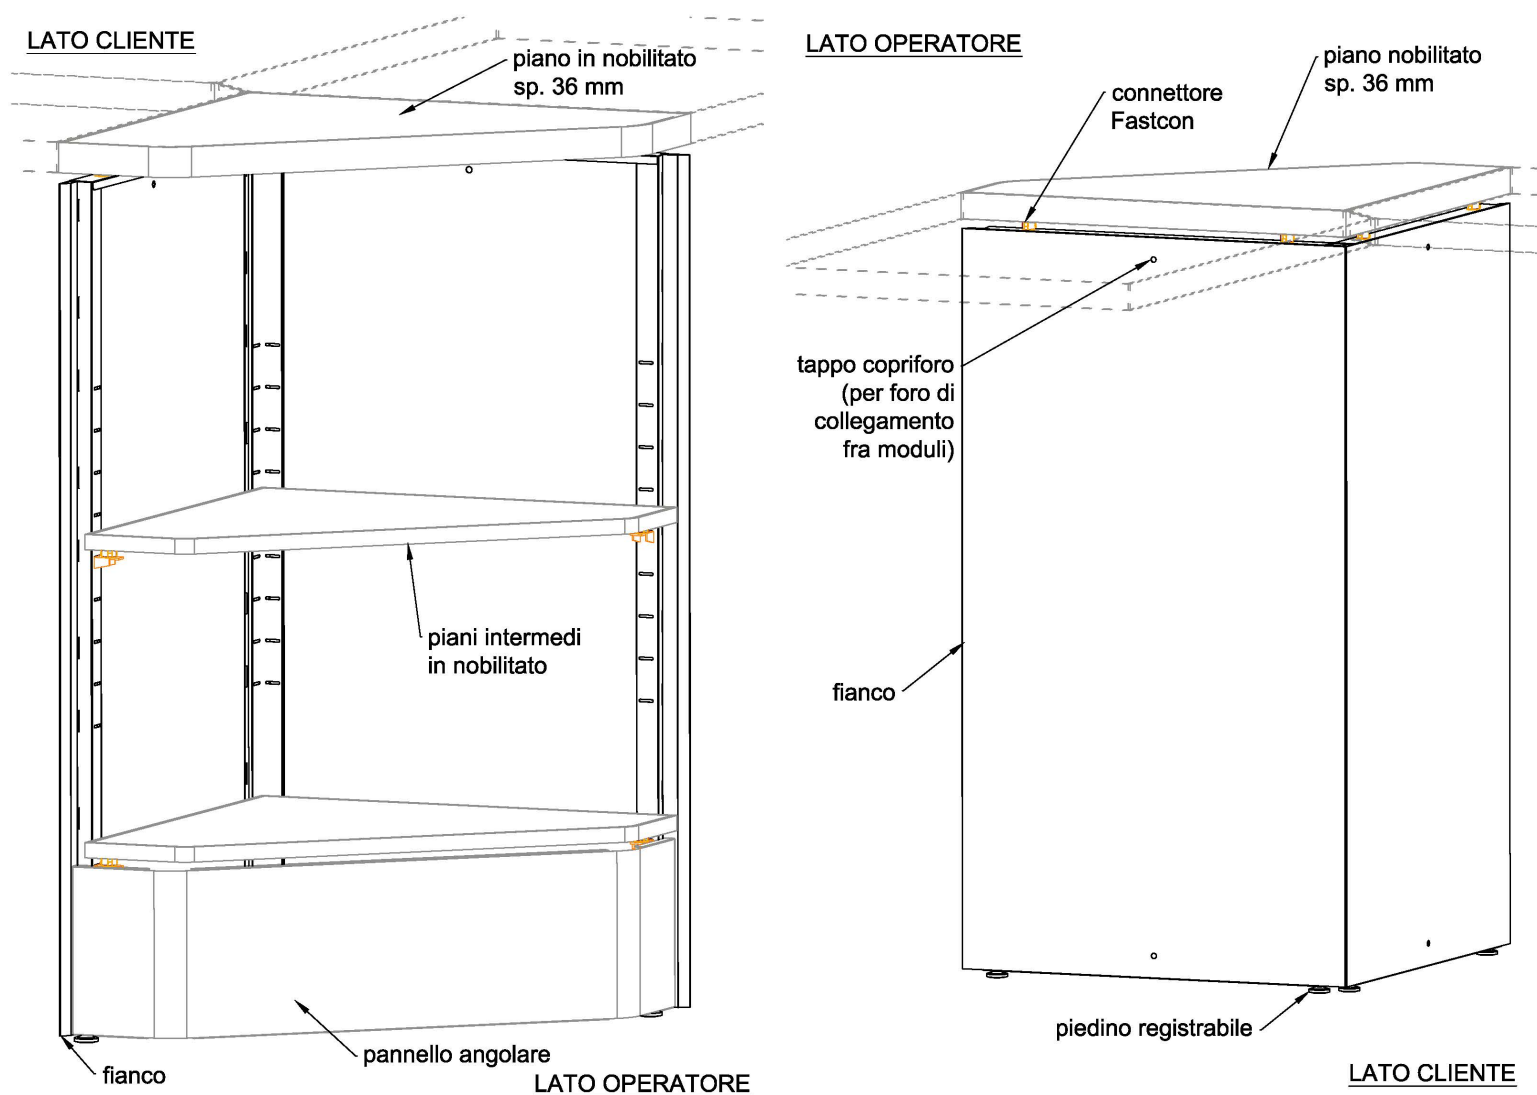 LATO CLIENTE
piano in nobilitato
sp. 36 mm
piani intermedi
in nobilitato
pannello angolare
fianco
LATO OPERATORE
LATO OPERATORE
piano nobilitato
sp. 36 mm
connettore
Fastcon
tappo copriforo
(per foro di
collegamento
fra moduli)
fianco
piedino registrabile
LATO CLIENTE